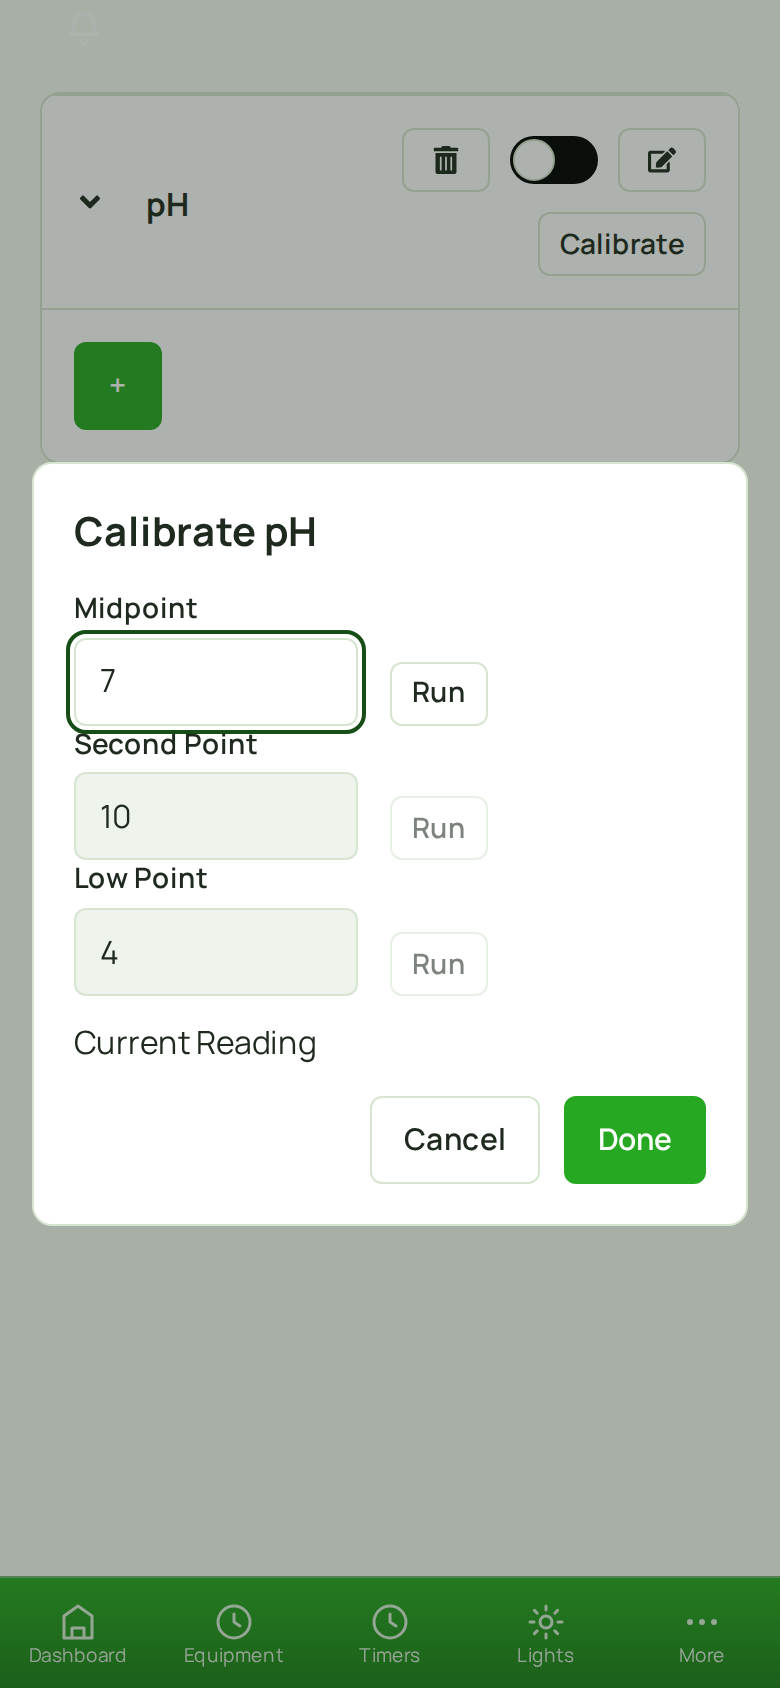 pH
Calibrate
+
Calibrate pH
Midpoint
7
Run
Second Point
10
Run
Low Point
4
Run
Current Reading
Cancel
Done
Dashboard
Equipment
Timers
Lights
More